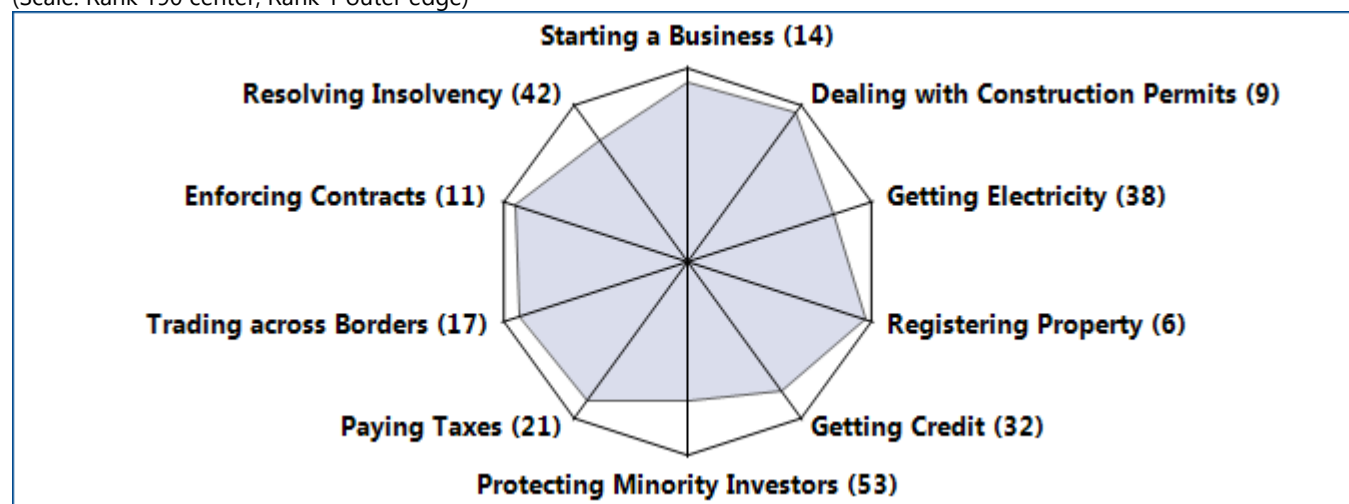 (Scale: Rank 190 center, Rank 1 outer edge)
Starting a Business (14)
Resolving Insolvency (42)
Dealing with Construction Permits (9)
Enforcing Contracts (11)
Getting Electricity (38)
Trading across Borders (17)
Registering Property (6)
Paying Taxes (21)
Getting Credit (32)
Protecting Minority Investors (53)